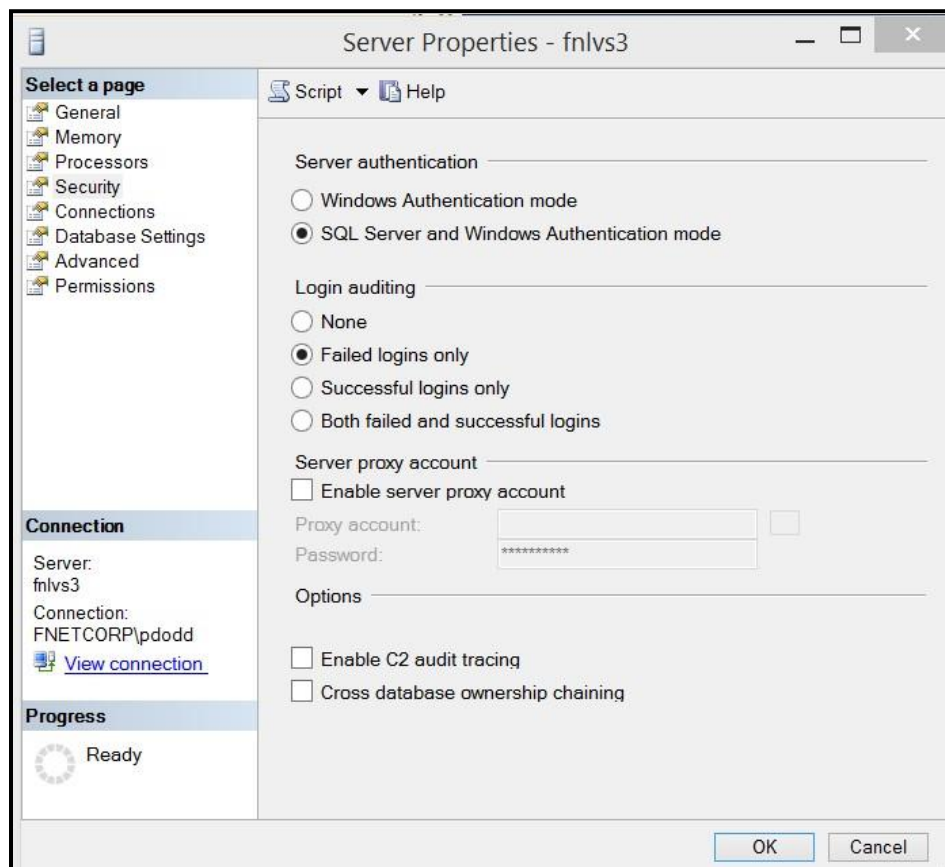 Server Properties - fnlvs3
Select a page
General
Memory
Processors
Security
Connections
Database Settings
Advanced
Permissions
Connection
Server:
fnlvs3
Connection:
FNETCORP\pdodd
View connection
Progress
Ready
Script
Help
Server authentication
Windows Authentication mode
SQL Server and Windows Authentication mode
Login auditing
None
Failed logins only
Successful logins only
Both failed and successful logins
Server proxy account
Enable server proxy account
Proxy account:
Password: **********
Options
Enable C2 audit tracing
Cross database ownership chaining
OK
Cancel